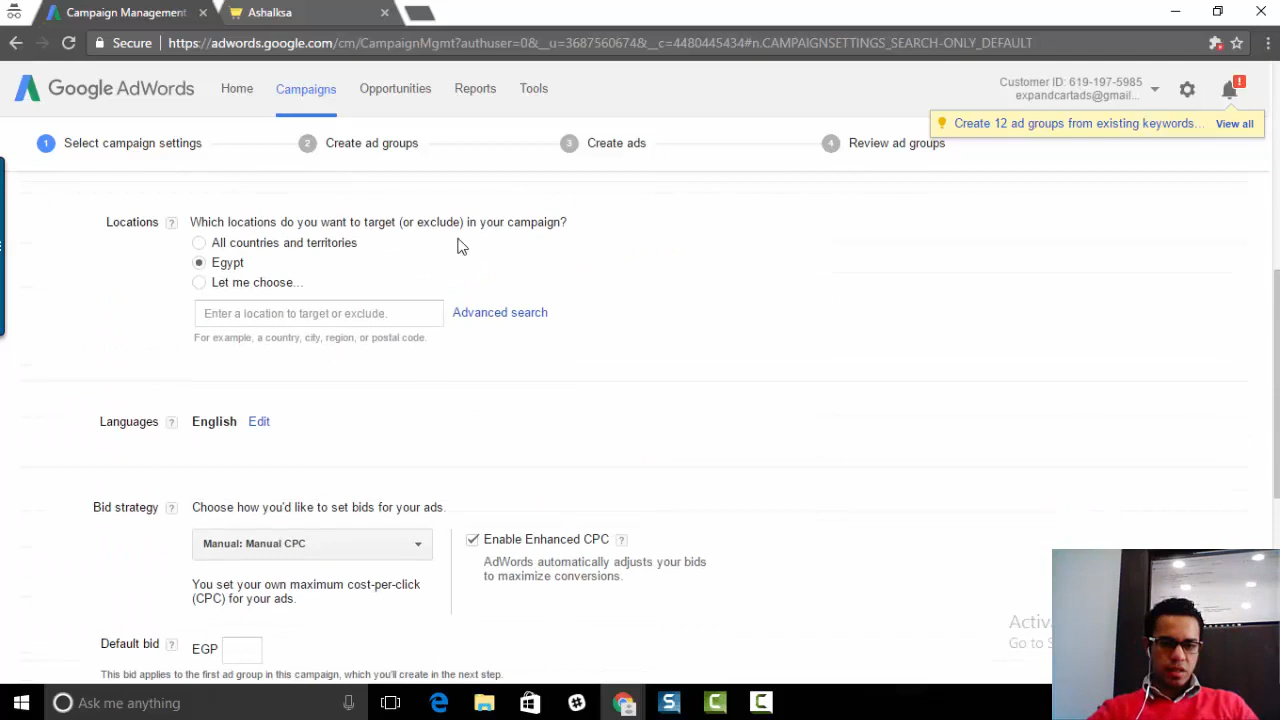 Campaign Management
Ashalksa
Secure
https://adwords.google.com/cm/CampaignMgmt?authuser=0&__u=3687560674&__c=4480445434#n.CAMPAIGNSETTINGS_SEARCH-ONLY_DEFAULT
Google AdWords
Home
Campaigns
Opportunities
Reports
Tools
Customer ID: 619-197-5985
expandcartads@gmail...
!
Create 12 ad groups from existing keywords...
View all
1 Select campaign settings
2 Create ad groups
3 Create ads
4 Review ad groups
Locations ? Which locations do you want to target (or exclude) in your campaign?
All countries and territories
Egypt
Let me choose...
Enter a location to target or exclude.
Advanced search
For example, a country, city, region, or postal code.
Languages ? English Edit
Bid strategy ? Choose how you'd like to set bids for your ads.
Manual: Manual CPC
Enable Enhanced CPC ?
AdWords automatically adjusts your bids
to maximize conversions.
You set your own maximum cost-per-click
(CPC) for your ads.
Default bid ? EGP
This bid applies to the first ad group in this campaign, which you'll create in the next step.
Go to
Ask me anything